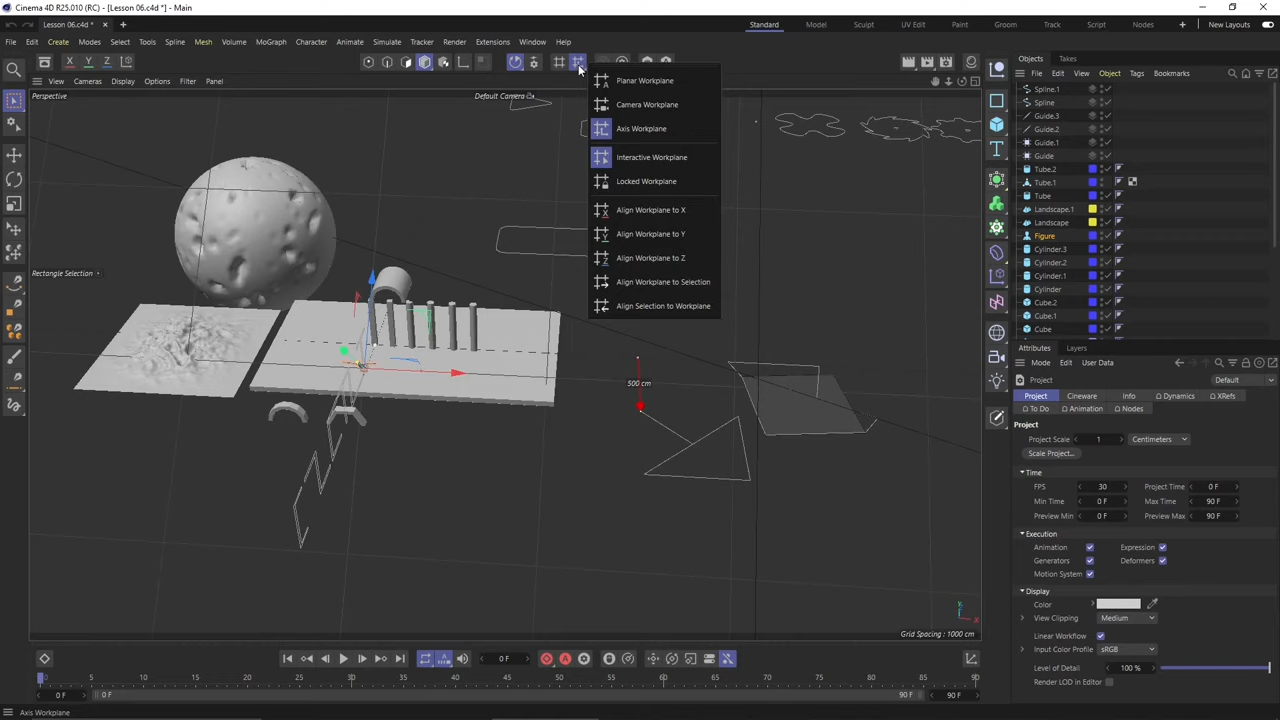 Cinema 4D R25.010 (RC) - [Lesson 06.c4d *] - Main
Lesson 06.c4d *
Standard
Model
Sculpt
UV Edit
Paint
Groom
Track
Script
Nodes
New Layouts
File Edit Create Modes Select Tools Spline Mesh Volume MoGraph Character Animate Simulate Tracker Render Extensions Window Help
X Y Z
View Cameras Display Options Filter Panel
Perspective
Default Camera
Rectangle Selection
Planar Workplane
Camera Workplane
Axis Workplane
Interactive Workplane
Locked Workplane
Align Workplane to X
Align Workplane to Y
Align Workplane to Z
Align Workplane to Selection
Align Selection to Workplane
500 cm
Grid Spacing : 1000 cm
Objects Takes
File Edit View Object Tags Bookmarks
Spline.1
Spline
Guide.3
Guide.2
Guide.1
Guide
Tube.2
Tube.1
Tube
Landscape.1
Landscape
Figure
Cylinder.3
Cylinder.2
Cylinder.1
Cylinder
Cube.2
Cube.1
Cube
Attributes Layers
Mode Edit User Data
Project
Default
Project Cineware Info Dynamics XRefs
To Do Animation Nodes
Project
Project Scale 1 Centimeters
Scale Project...
Time
FPS 30 Project Time 0 F
Min Time 0 F Max Time 90 F
Preview Min 0 F Preview Max 90 F
Execution
Animation Expression
Generators Deformers
Motion System
Display
Color
View Clipping Medium
Linear Workflow
Input Color Profile sRGB
Level of Detail 100 %
Render LOD in Editor
0 F
0 5 10 15 20 25 30 35 40 45 50 55 60 65 70 75 80 85 90
0 F 0 F 90 F 90 F
Axis Workplane